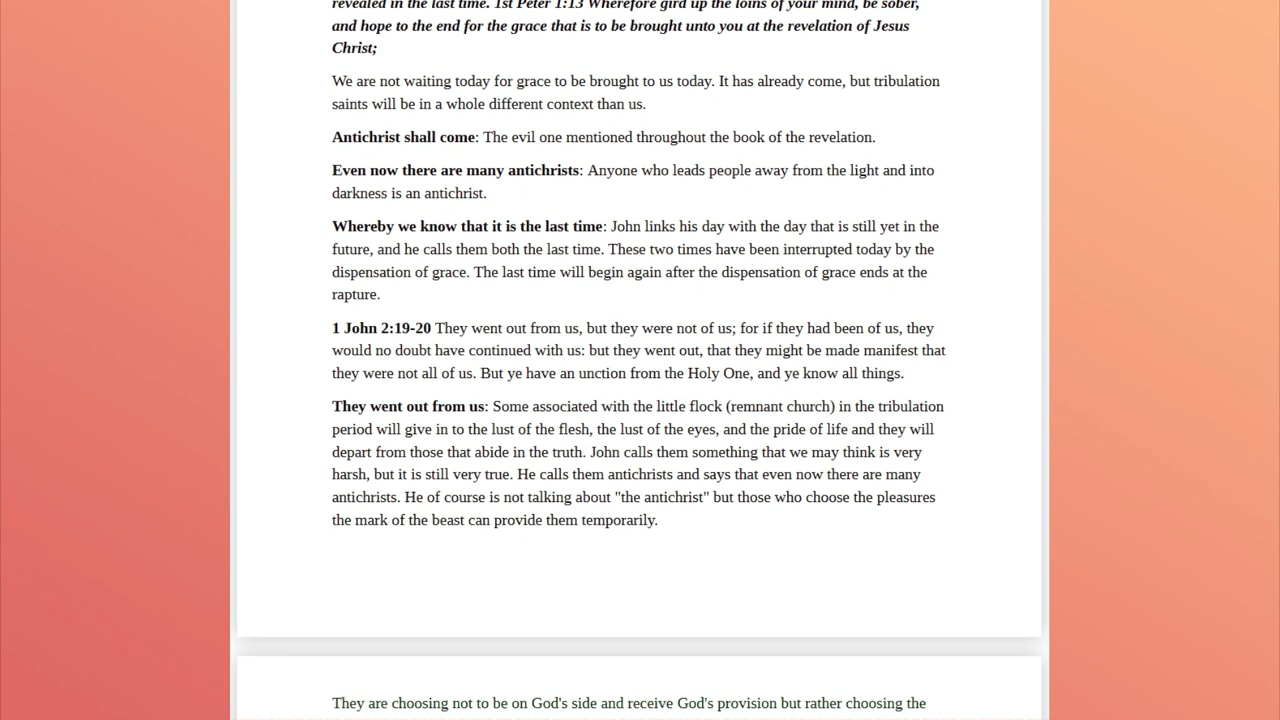 revealed in the last time. 1st Peter 1:13 Wherefore gird up the loins of your mind, be sober,
and hope to the end for the grace that is to be brought unto you at the revelation of Jesus
Christ;
We are not waiting today for grace to be brought to us today. It has already come, but tribulation
saints will be in a whole different context than us.
Antichrist shall come: The evil one mentioned throughout the book of the revelation.
Even now there are many antichrists: Anyone who leads people away from the light and into
darkness is an antichrist.
Whereby we know that it is the last time: John links his day with the day that is still yet in the
future, and he calls them both the last time. These two times have been interrupted today by the
dispensation of grace. The last time will begin again after the dispensation of grace ends at the
rapture.
1 John 2:19-20 They went out from us, but they were not of us; for if they had been of us, they
would no doubt have continued with us: but they went out, that they might be made manifest that
they were not all of us. But ye have an unction from the Holy One, and ye know all things.
They went out from us: Some associated with the little flock (remnant church) in the tribulation
period will give in to the lust of the flesh, the lust of the eyes, and the pride of life and they will
depart from those that abide in the truth. John calls them something that we may think is very
harsh, but it is still very true. He calls them antichrists and says that even now there are many
antichrists. He of course is not talking about "the antichrist" but those who choose the pleasures
the mark of the beast can provide them temporarily.
They are choosing not to be on God's side and receive God's provision but rather choosing the